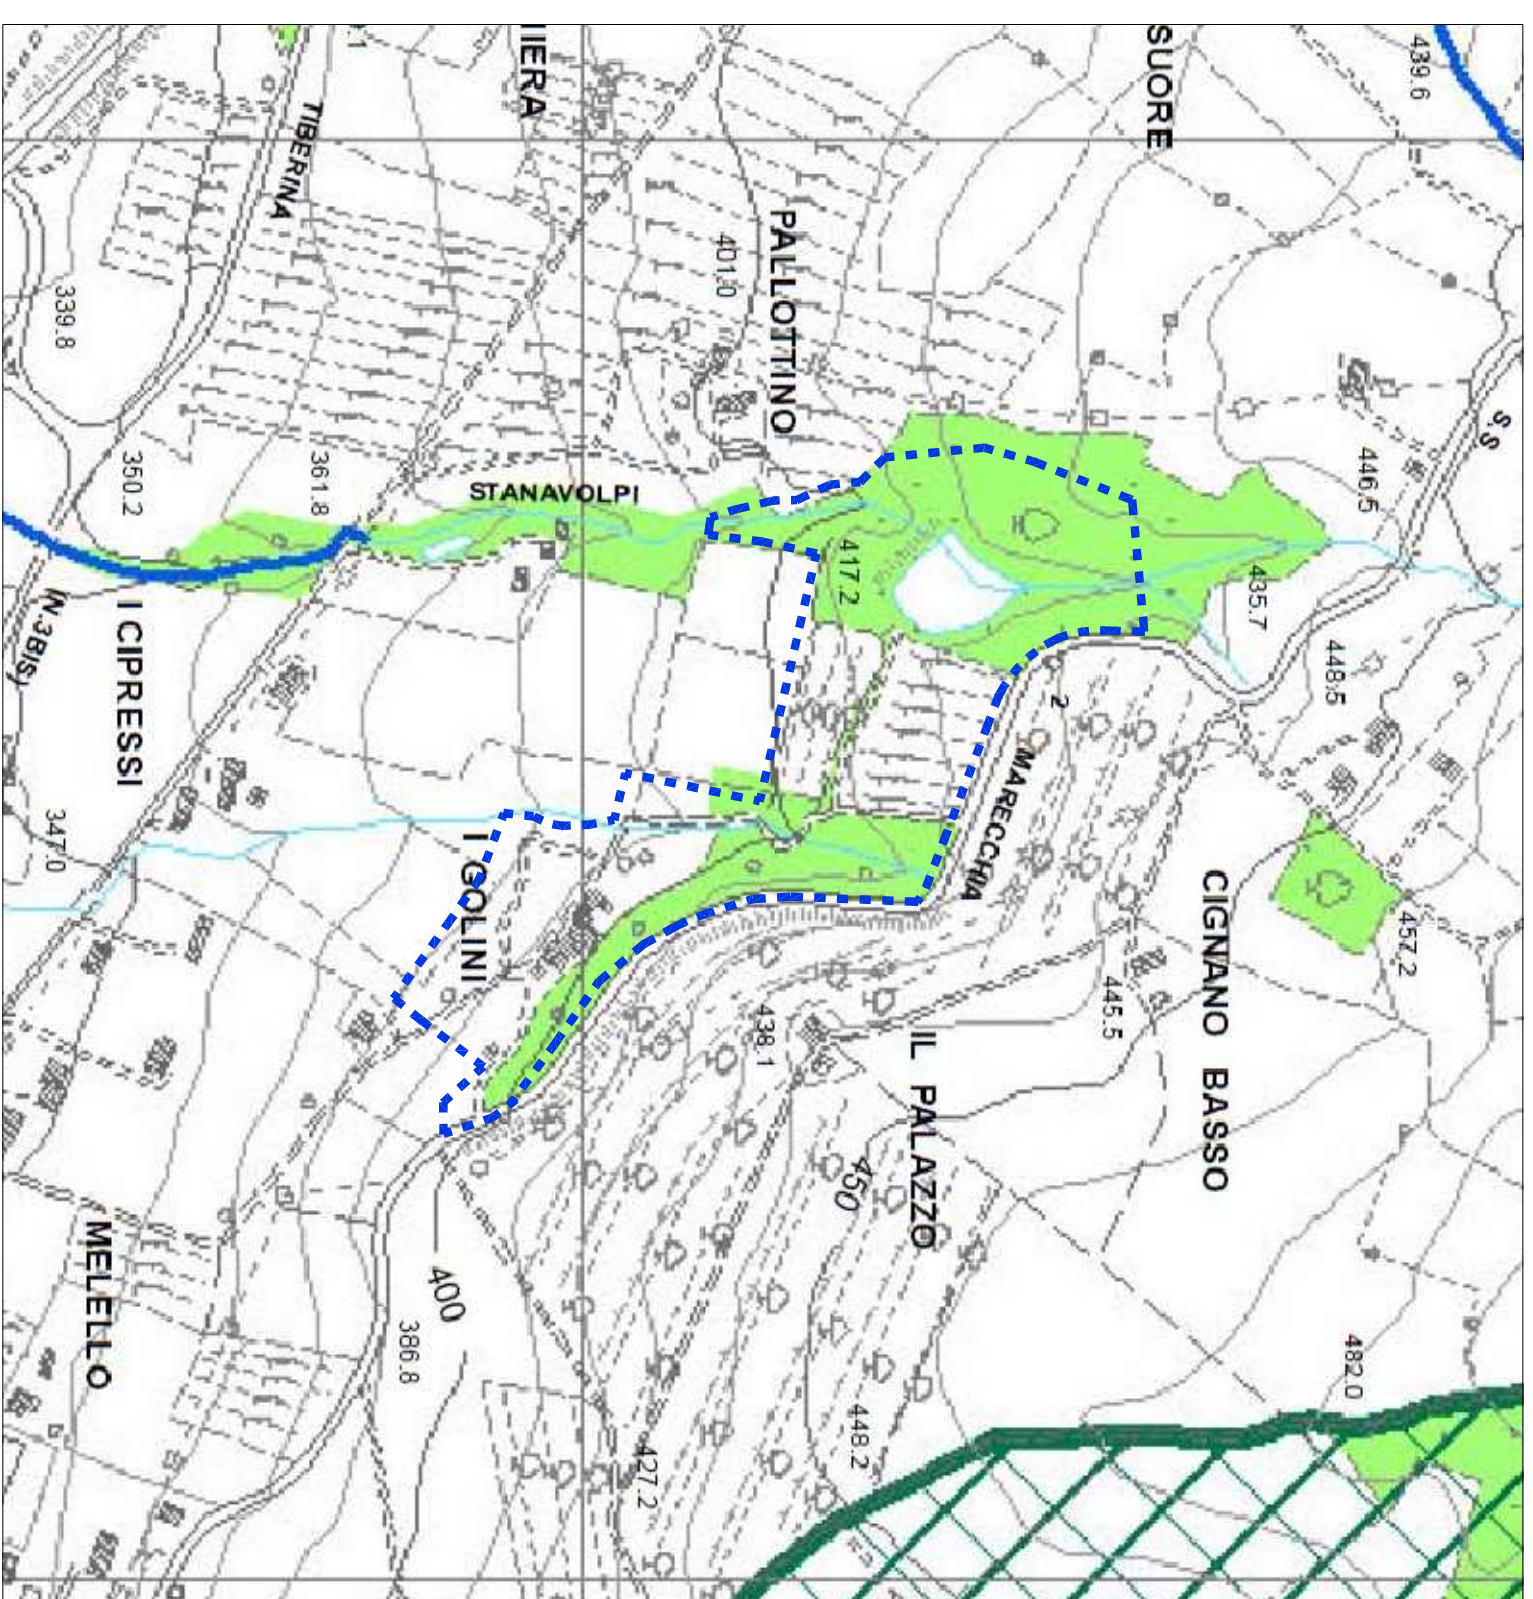 SUORE
439.6
TIBERINA
PALLOTTINO
401.0
339.8
S.S
446.5
350.2
361.8
STANAVOLPI
417.2
435.7
448.5
(N.3BIS)
I CIPRESSI
2
MARECCHIA
347.0
I GOLINI
CIGNANO BASSO
457.2
445.5
438.1
IL PALAZZO
450
400
MELELLO
386.8
482.0
448.2
427.2